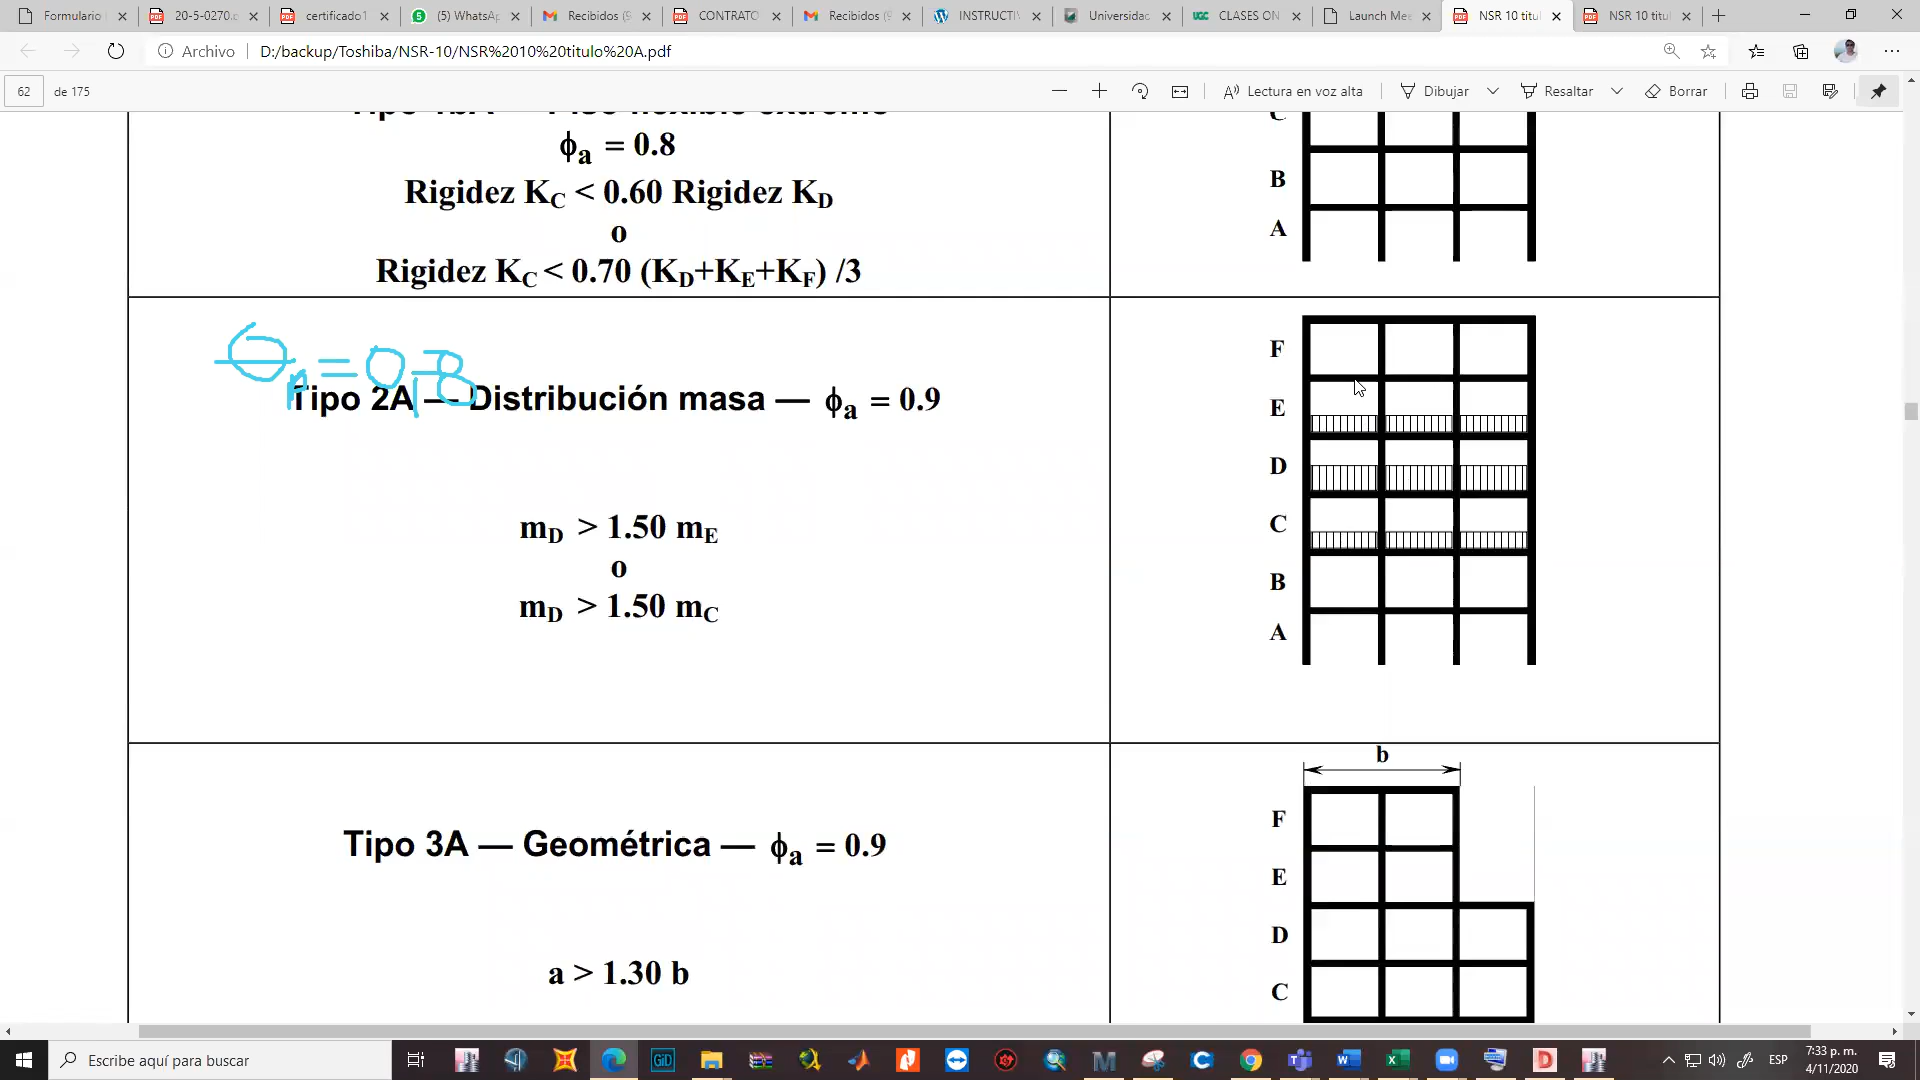 Formulario
20-5-0270.
certificado1
(5) WhatsAp
Recibidos (9
CONTRATO
Recibidos (9
INSTRUCTI
Universidad
UGC CLASES ON
Launch Mee
NSR 10 titul
NSR 10 titul
Archivo D:/backup/Toshiba/NSR-10/NSR%2010%20titulo%20A.pdf
62 de 175
Lectura en voz alta
Dibujar
Resaltar
Borrar
ϕa = 0.8
Rigidez KC < 0.60 Rigidez KD
o
Rigidez KC < 0.70 (KD+KE+KF) /3
C
B
A
= 0,8
Tipo 2A — Distribución masa — ϕa = 0.9
mD > 1.50 mE
o
mD > 1.50 mC
F
E
D
C
B
A
Tipo 3A — Geométrica — ϕa = 0.9
a > 1.30 b
b
F
E
D
C
Escribe aquí para buscar
ESP
7:33 p. m.
4/11/2020